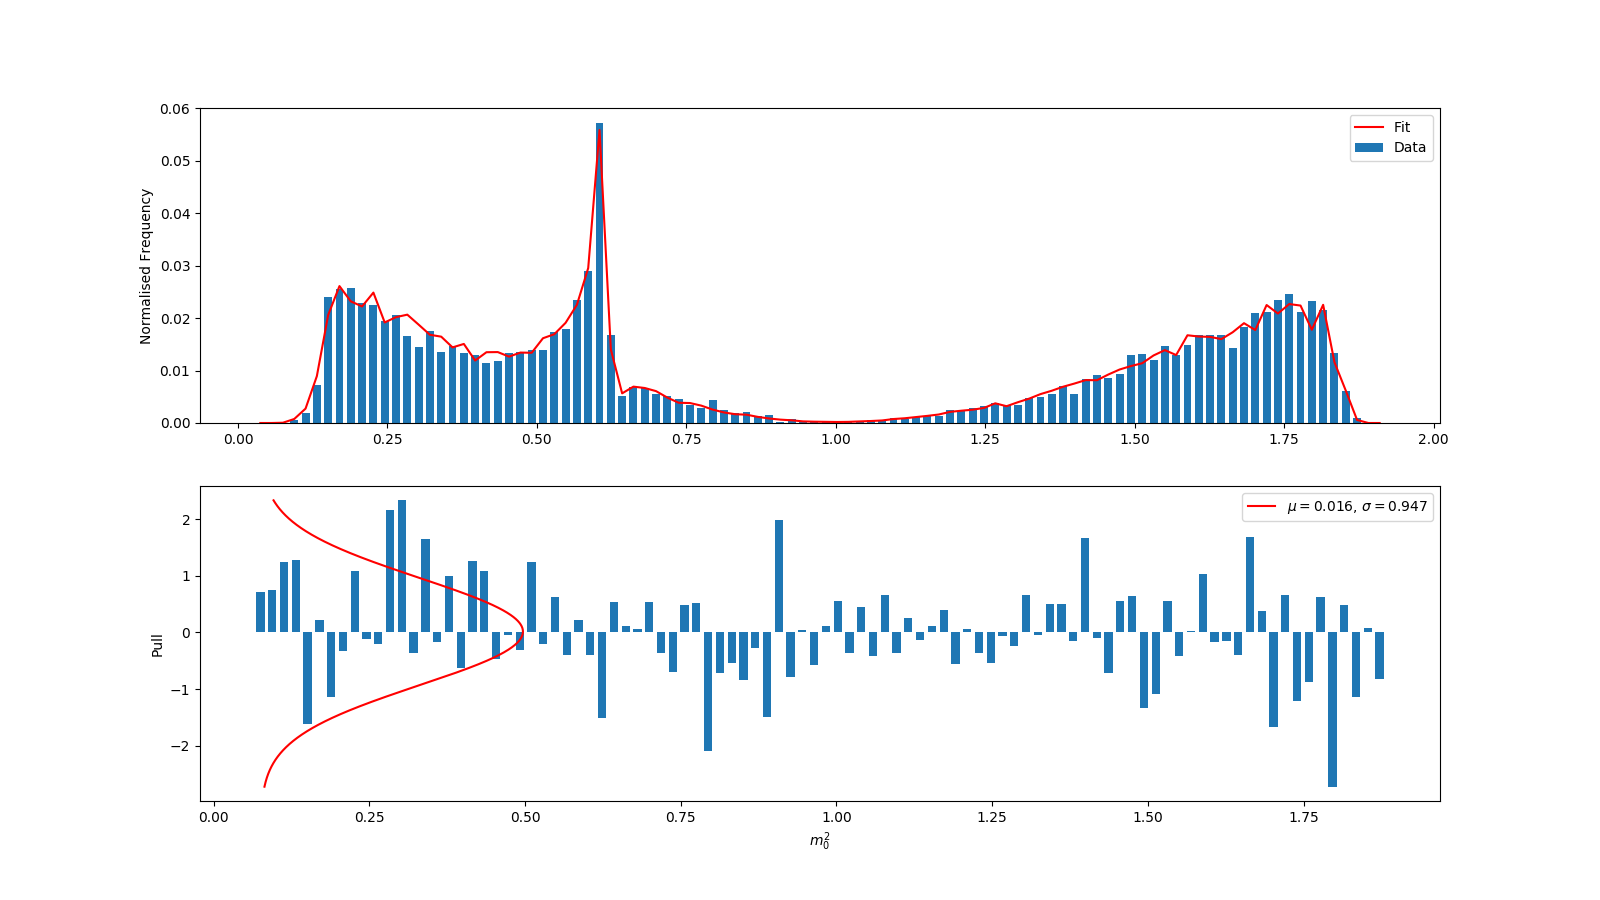 0.06
0.05
0.04
0.03
0.02
0.01
0.00
Normalised Frequency
Fit
Data
0.00 0.25 0.50 0.75 1.00 1.25 1.50 1.75 2.00
2
1
0
−1
−2
Pull
μ = 0.016, σ = 0.947
0.00 0.25 0.50 0.75 1.00 1.25 1.50 1.75
m₀²